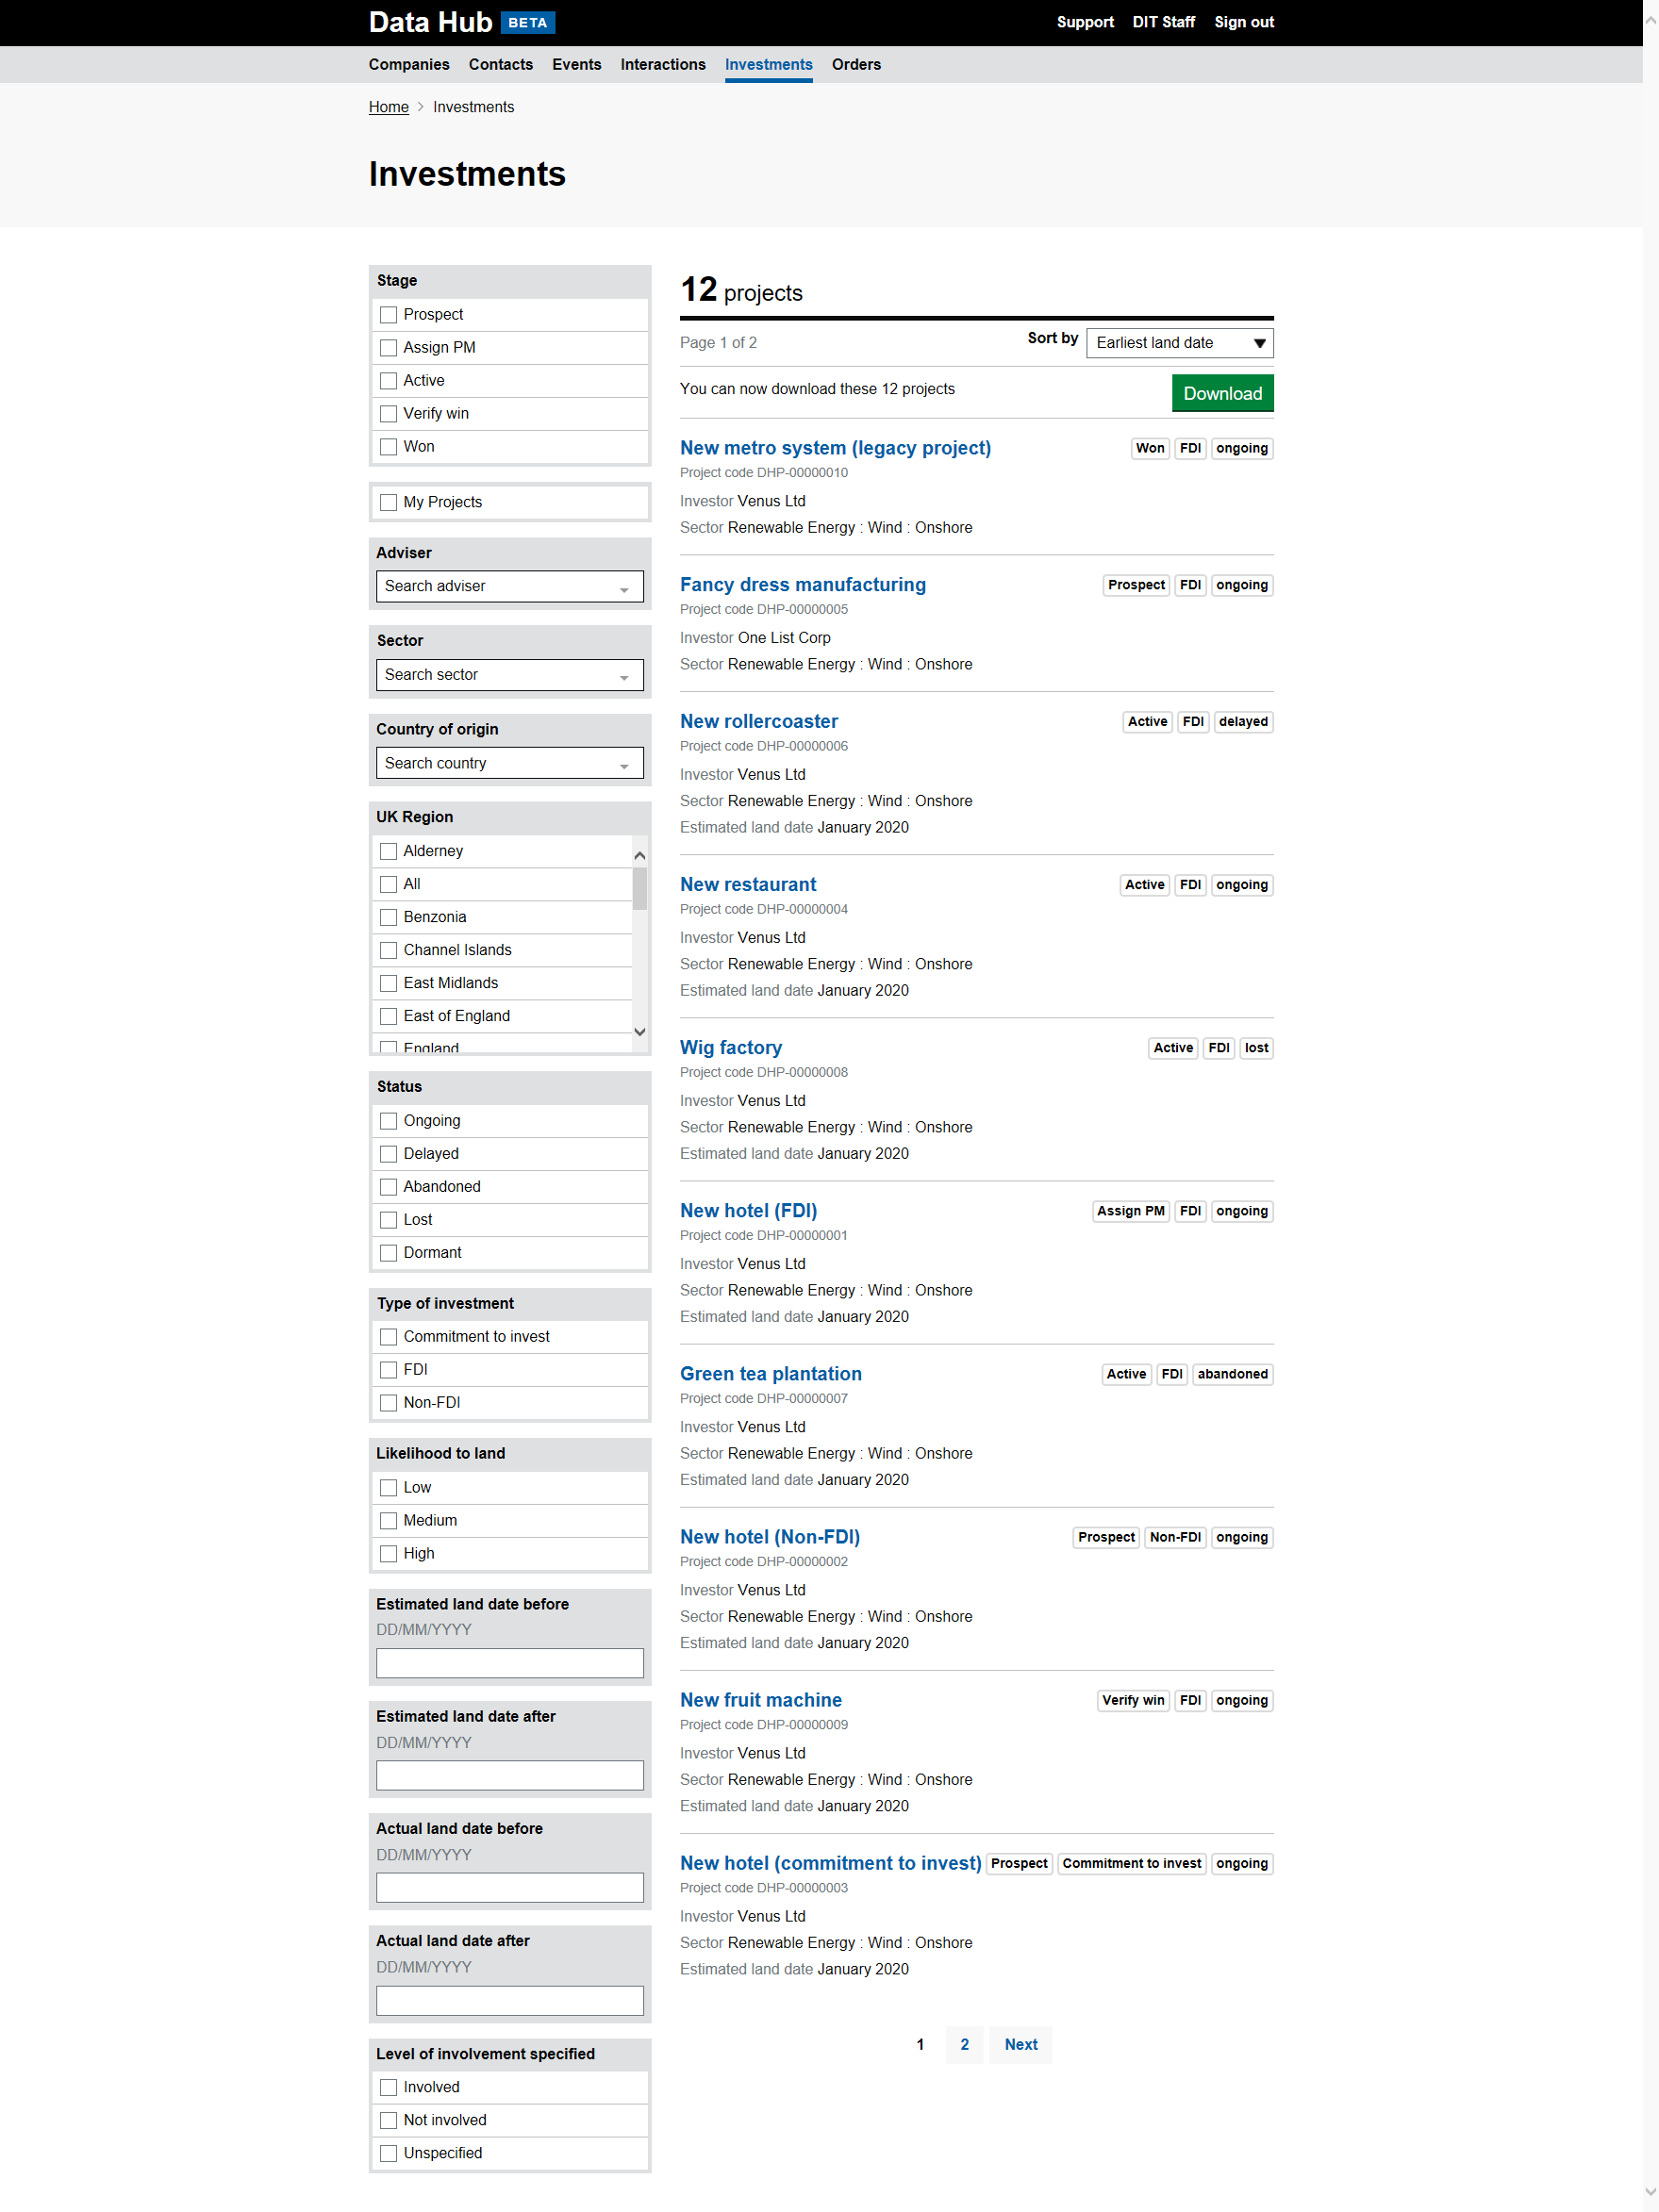 Data Hub BETA
Support DIT Staff Sign out
Companies Contacts Events Interactions Investments Orders
Home Investments
Investments
Stage
Prospect
Assign PM
Active
Verify win
Won
My Projects
Adviser
Search adviser
Sector
Search sector
Country of origin
Search country
UK Region
Alderney
All
Benzonia
Channel Islands
East Midlands
East of England
England
Status
Ongoing
Delayed
Abandoned
Lost
Dormant
Type of investment
Commitment to invest
FDI
Non-FDI
Likelihood to land
Low
Medium
High
Estimated land date before
DD/MM/YYYY
Estimated land date after
DD/MM/YYYY
Actual land date before
DD/MM/YYYY
Actual land date after
DD/MM/YYYY
Level of involvement specified
Involved
Not involved
Unspecified
12 projects
Page 1 of 2 Sort by Earliest land date
You can now download these 12 projects Download
New metro system (legacy project) Won FDI ongoing
Project code DHP-00000010
Investor Venus Ltd
Sector Renewable Energy : Wind : Onshore
Fancy dress manufacturing Prospect FDI ongoing
Project code DHP-00000005
Investor One List Corp
Sector Renewable Energy : Wind : Onshore
New rollercoaster Active FDI delayed
Project code DHP-00000006
Investor Venus Ltd
Sector Renewable Energy : Wind : Onshore
Estimated land date January 2020
New restaurant Active FDI ongoing
Project code DHP-00000004
Investor Venus Ltd
Sector Renewable Energy : Wind : Onshore
Estimated land date January 2020
Wig factory Active FDI lost
Project code DHP-00000008
Investor Venus Ltd
Sector Renewable Energy : Wind : Onshore
Estimated land date January 2020
New hotel (FDI) Assign PM FDI ongoing
Project code DHP-00000001
Investor Venus Ltd
Sector Renewable Energy : Wind : Onshore
Estimated land date January 2020
Green tea plantation Active FDI abandoned
Project code DHP-00000007
Investor Venus Ltd
Sector Renewable Energy : Wind : Onshore
Estimated land date January 2020
New hotel (Non-FDI) Prospect Non-FDI ongoing
Project code DHP-00000002
Investor Venus Ltd
Sector Renewable Energy : Wind : Onshore
Estimated land date January 2020
New fruit machine Verify win FDI ongoing
Project code DHP-00000009
Investor Venus Ltd
Sector Renewable Energy : Wind : Onshore
Estimated land date January 2020
New hotel (commitment to invest) Prospect Commitment to invest ongoing
Project code DHP-00000003
Investor Venus Ltd
Sector Renewable Energy : Wind : Onshore
Estimated land date January 2020
1 2 Next